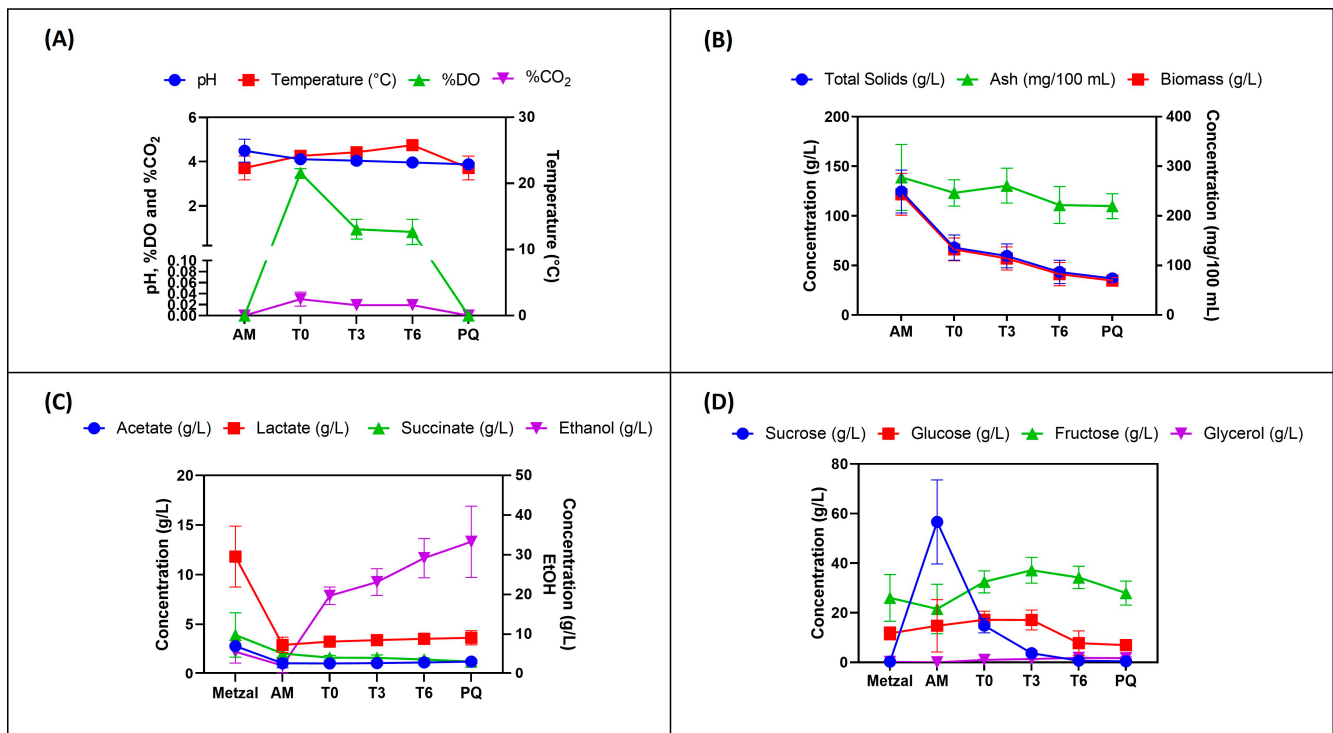 (A)
pH Temperature (°C) %DO %CO₂
6
4
2
0.10
0.08
0.06
0.04
0.02
0.00
pH, %DO and %CO₂
30
20
10
0
Temperature (°C)
AM T0 T3 T6 PQ
(B)
Total Solids (g/L) Ash (mg/100 mL) Biomass (g/L)
200
150
100
50
0
Concentration (g/L)
400
300
200
100
0
Concentration (mg/100 mL)
AM T0 T3 T6 PQ
(C)
Acetate (g/L) Lactate (g/L) Succinate (g/L) Ethanol (g/L)
20
15
10
5
0
Concentration (g/L)
50
40
30
20
10
0
Concentration (g/L)
EtOH
Metzal AM T0 T3 T6 PQ
(D)
Sucrose (g/L) Glucose (g/L) Fructose (g/L) Glycerol (g/L)
80
60
40
20
0
Concentration (g/L)
Metzal AM T0 T3 T6 PQ